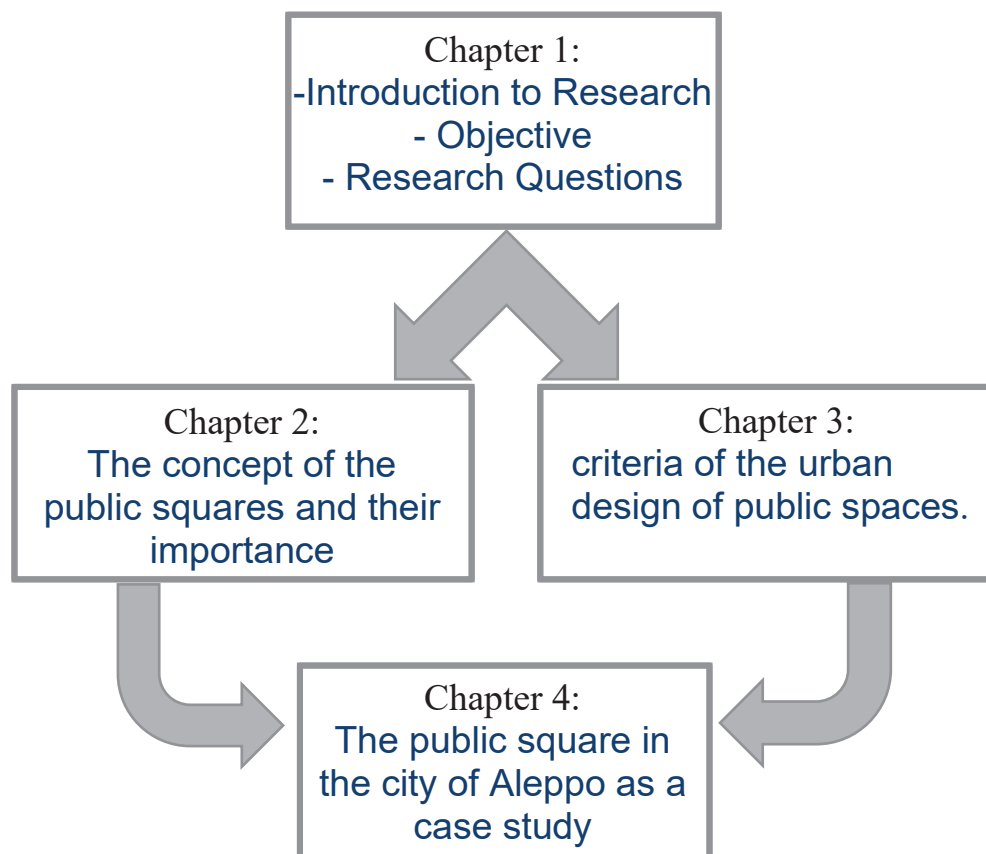 Chapter 1:
-Introduction to Research
- Objective
- Research Questions
Chapter 2:
The concept of the
public squares and their
importance
Chapter 3:
criteria of the urban
design of public spaces.
Chapter 4:
The public square in
the city of Aleppo as a
case study